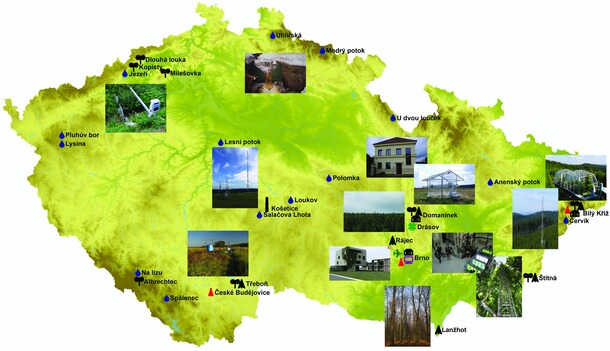 Uhlířská
Modrý potok
Dlouhá louka
Kopisty
Jezeří
Milešovka
U dvou louček
Pluhův bor
Lysina
Lesní potok
Polomka
Anenský potok
Loukov
Košetice
Salačova Lhota
Domanínek
Bílý Kříž
Červík
Drásov
Rájec
Brno
Na lizu
Albrechtec
Třeboň
České Budějovice
Štítná
Spálenec
Lanžhot